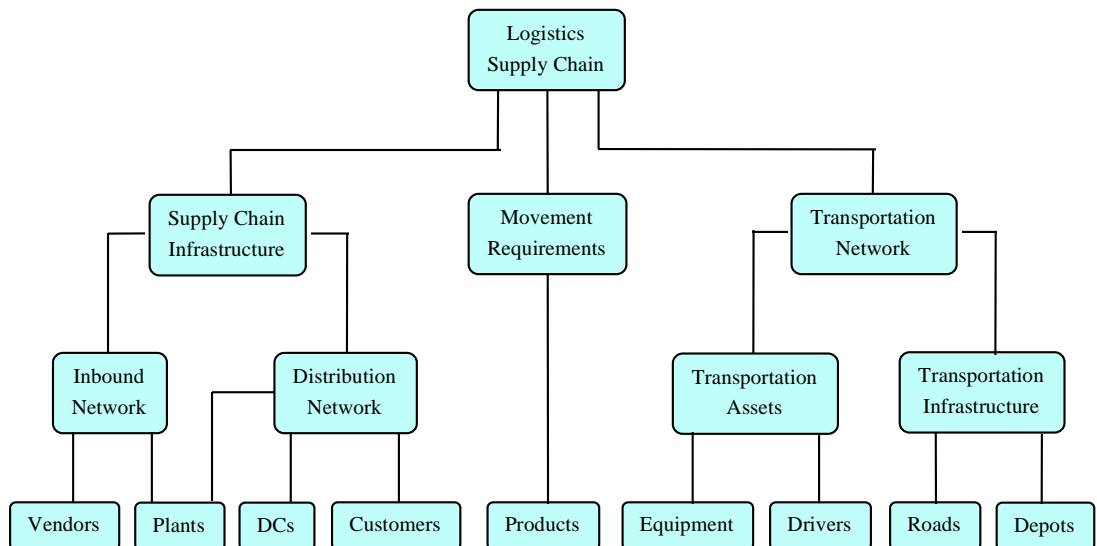 Logistics
Supply Chain
Supply Chain
Infrastructure
Movement
Requirements
Transportation
Network
Inbound
Network
Distribution
Network
Transportation
Assets
Transportation
Infrastructure
Vendors
Plants
DCs
Customers
Products
Equipment
Drivers
Roads
Depots